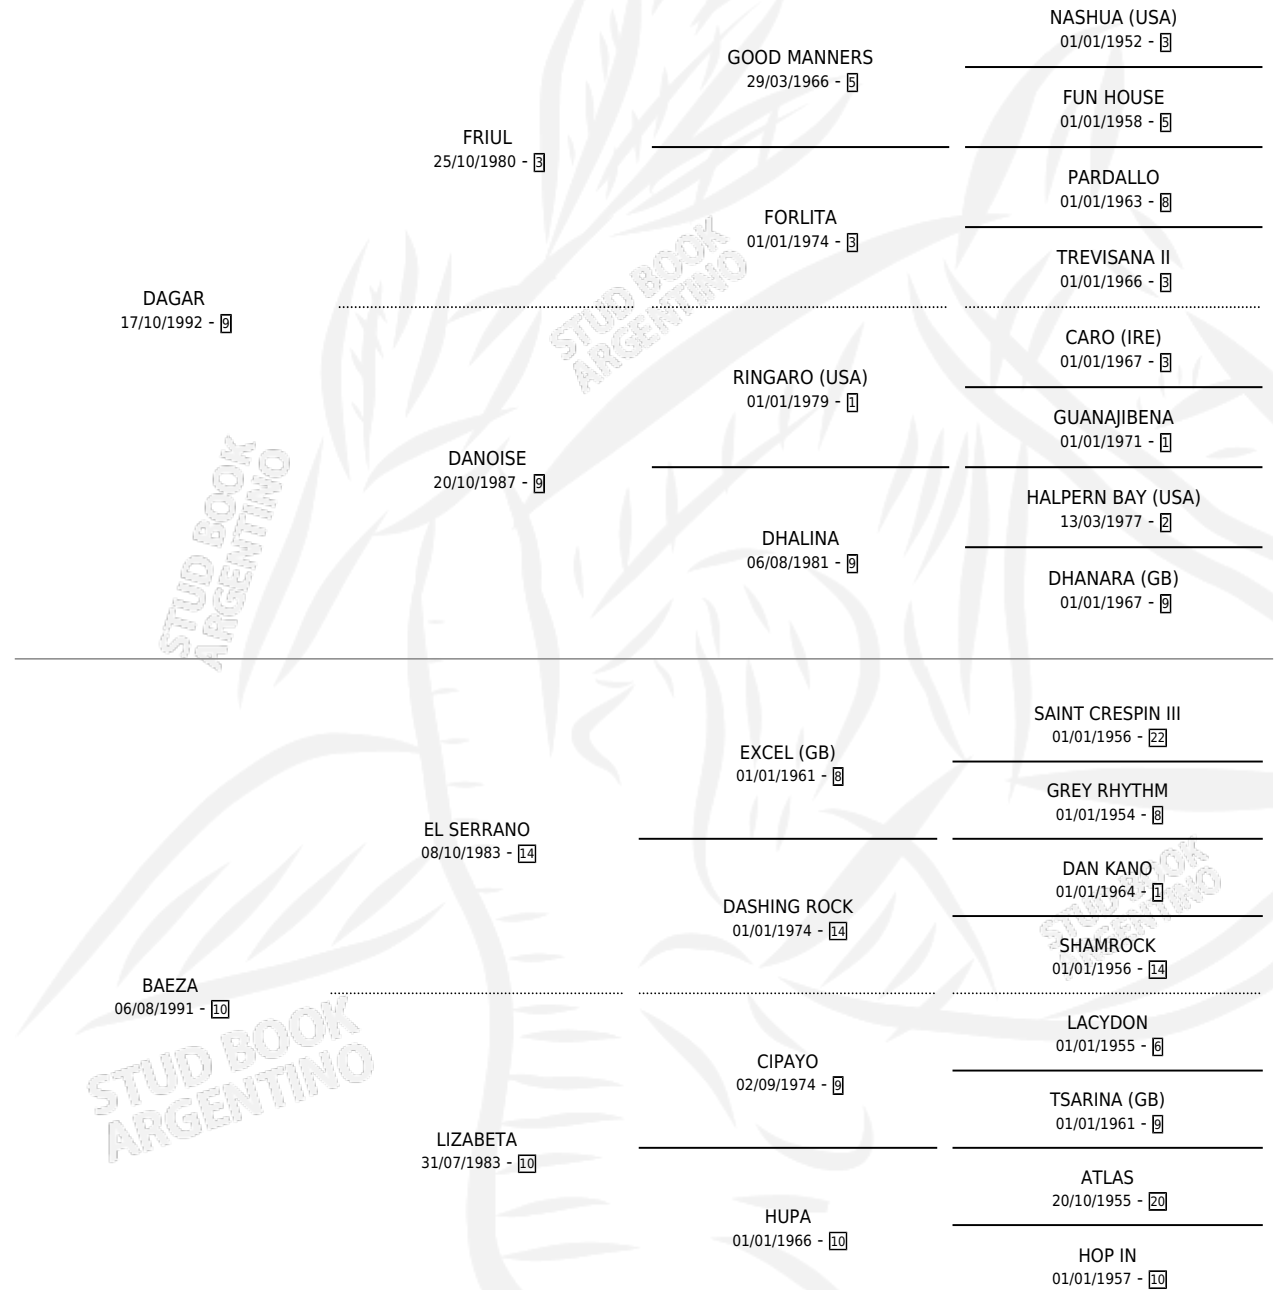 NASHUA (USA)
01/01/1952 - 3
GOOD MANNERS
29/03/1966 - 5
FUN HOUSE
01/01/1958 - 5
FRIUL
25/10/1980 - 3
PARDALLO
01/01/1963 - 8
FORLITA
01/01/1974 - 3
TREVISANA II
01/01/1966 - 3
STUD BOOK
ARGENTINO
DAGAR
17/10/1992 - 9
CARO (IRE)
01/01/1967 - 3
RINGARO (USA)
01/01/1979 - 1
GUANAJIBENA
01/01/1971 - 1
DANOISE
20/10/1987 - 9
HALPERN BAY (USA)
13/03/1977 - 2
DHALINA
06/08/1981 - 9
DHANARA (GB)
01/01/1967 - 9
STUD BOOK
ARGENTINO
SAINT CRESPIN III
01/01/1956 - 22
EXCEL (GB)
01/01/1961 - 8
GREY RHYTHM
01/01/1954 - 8
EL SERRANO
08/10/1983 - 14
DAN KANO
01/01/1964 - 1
DASHING ROCK
01/01/1974 - 14
SHAMROCK
01/01/1956 - 14
STUD BOOK
ARGENTINO
BAEZA
06/08/1991 - 10
LACYDON
01/01/1955 - 6
CIPAYO
02/09/1974 - 9
TSARINA (GB)
01/01/1961 - 9
STUD BOOK
ARGENTINO
LIZABETA
31/07/1983 - 10
ATLAS
20/10/1955 - 20
HUPA
01/01/1966 - 10
HOP IN
01/01/1957 - 10